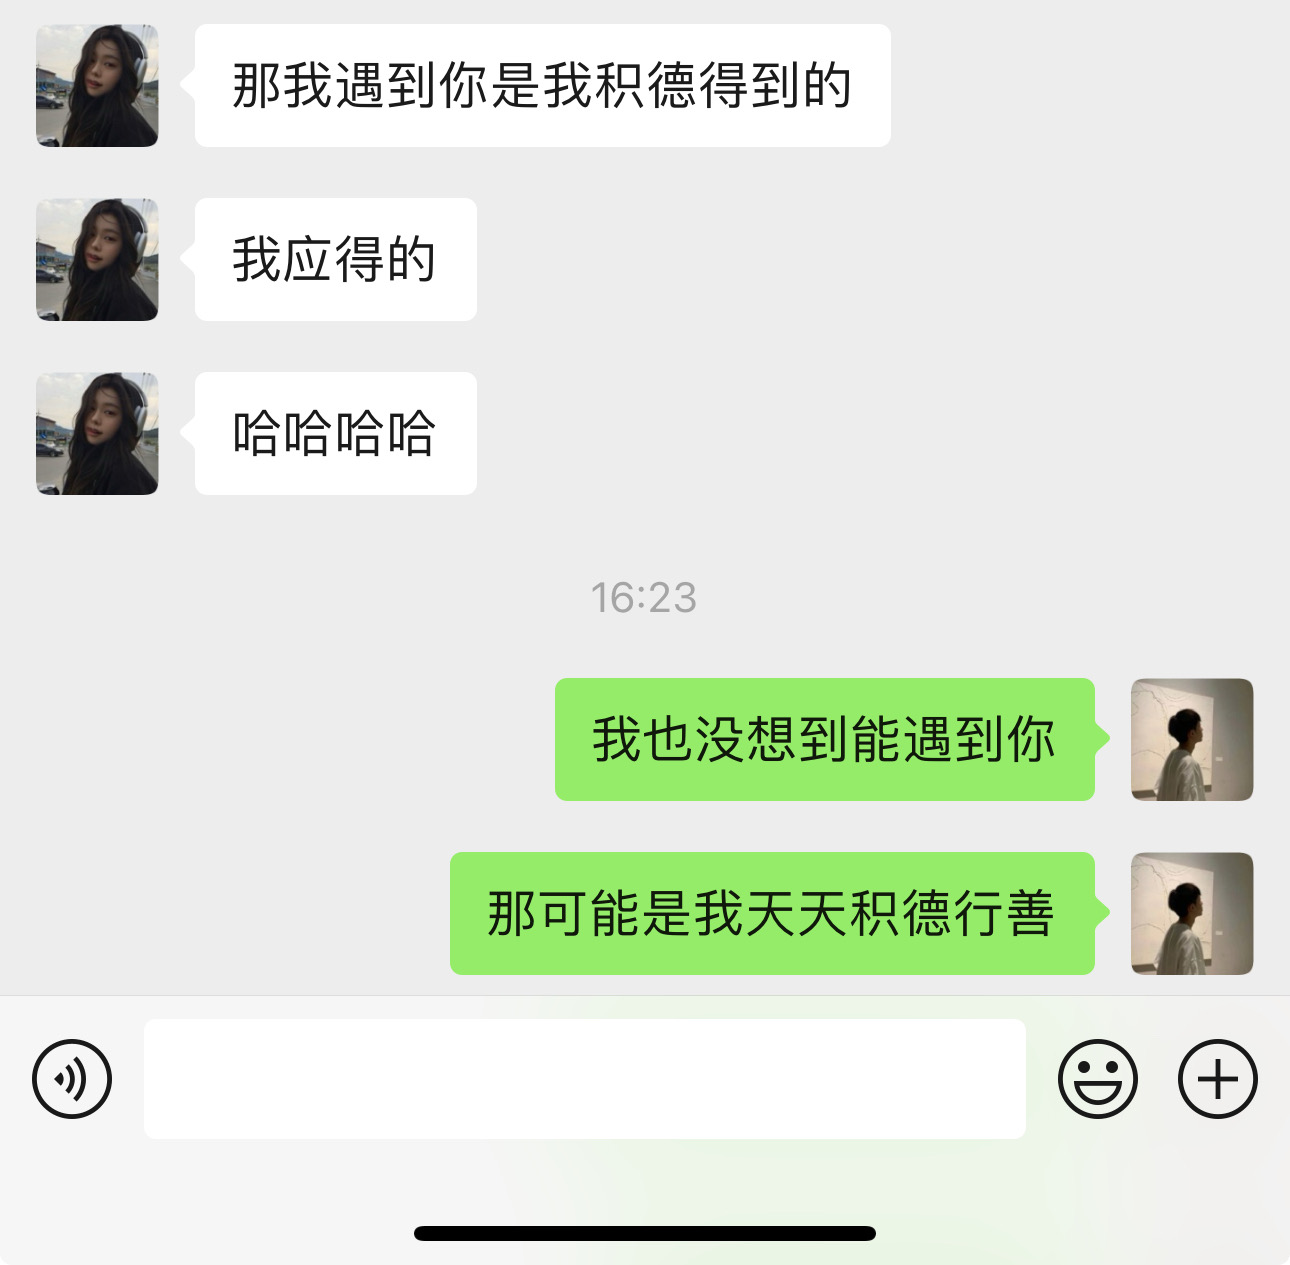 那我遇到你是我积德得到的
我应得的
哈哈哈哈
16:23
我也没想到能遇到你
那可能是我天天积德行善